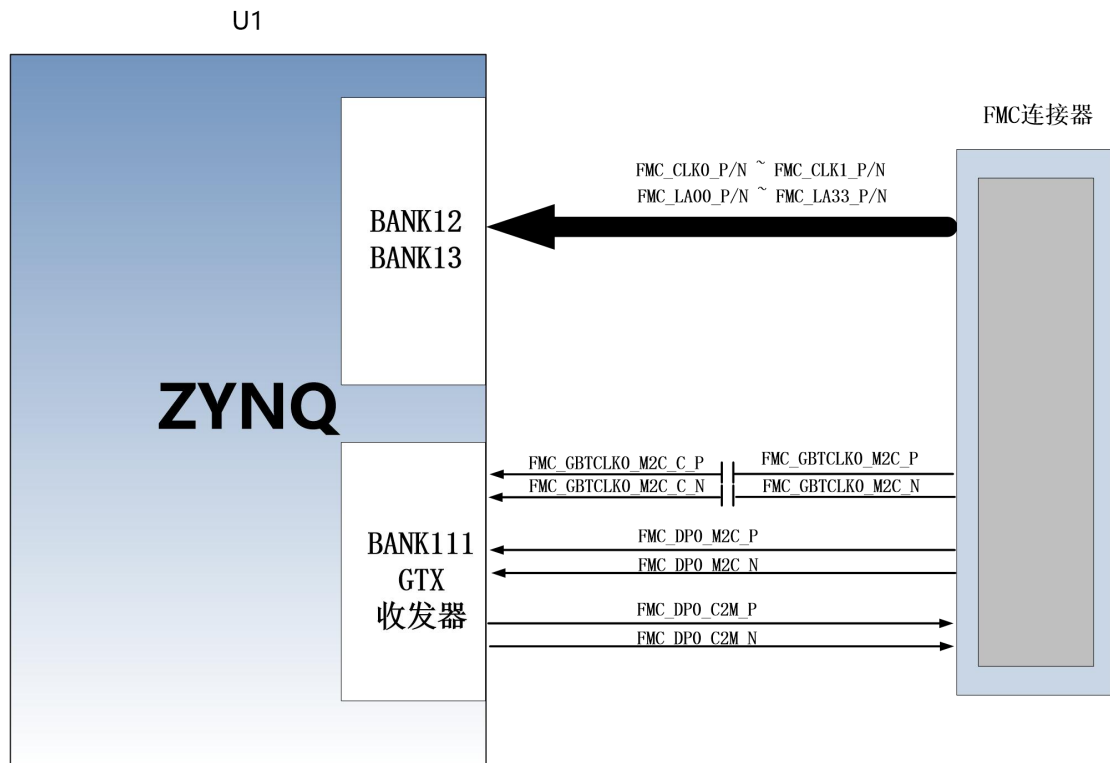 U1
FMC连接器
FMC_CLK0_P/N ~ FMC_CLK1_P/N
FMC_LA00_P/N ~ FMC_LA33_P/N
BANK12
BANK13
ZYNQ
FMC_GBTCLK0_M2C_C_P
FMC_GBTCLK0_M2C_P
FMC_GBTCLK0_M2C_C_N
FMC_GBTCLK0_M2C_N
BANK111
GTX
收发器
FMC_DP0_M2C_P
FMC_DP0_M2C_N
FMC_DP0_C2M_P
FMC_DP0_C2M_N